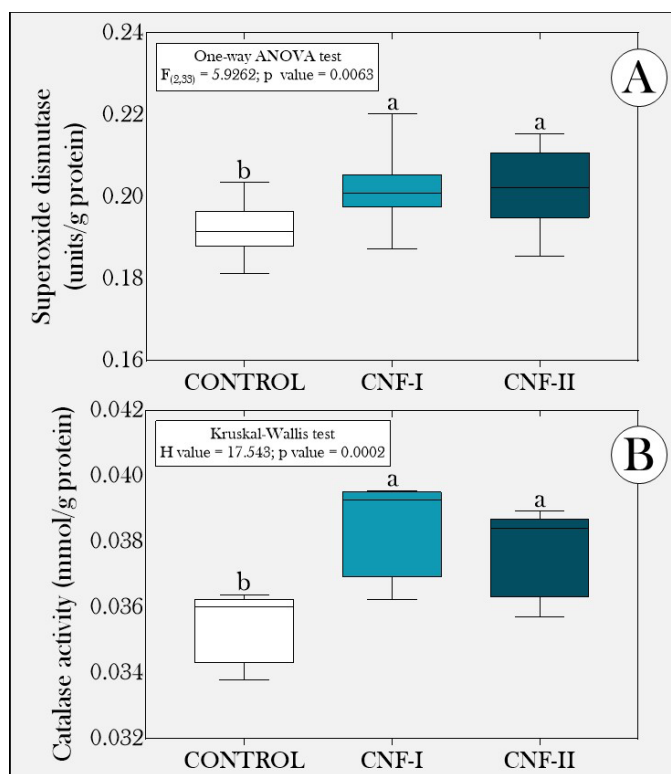 0.24
One-way ANOVA test
F(2,33) = 5.9262; p value = 0.0063
A
a
a
0.22
b
0.20
0.18
0.16
Superoxide dismutase
(units/g protein)
CONTROL CNF-I CNF-II
0.042
Kruskal-Wallis test
H value = 17.543; p value = 0.0002
B
0.040
a
a
0.038
b
0.036
0.034
0.032
Catalase activity (mmol/g protein)
CONTROL CNF-I CNF-II